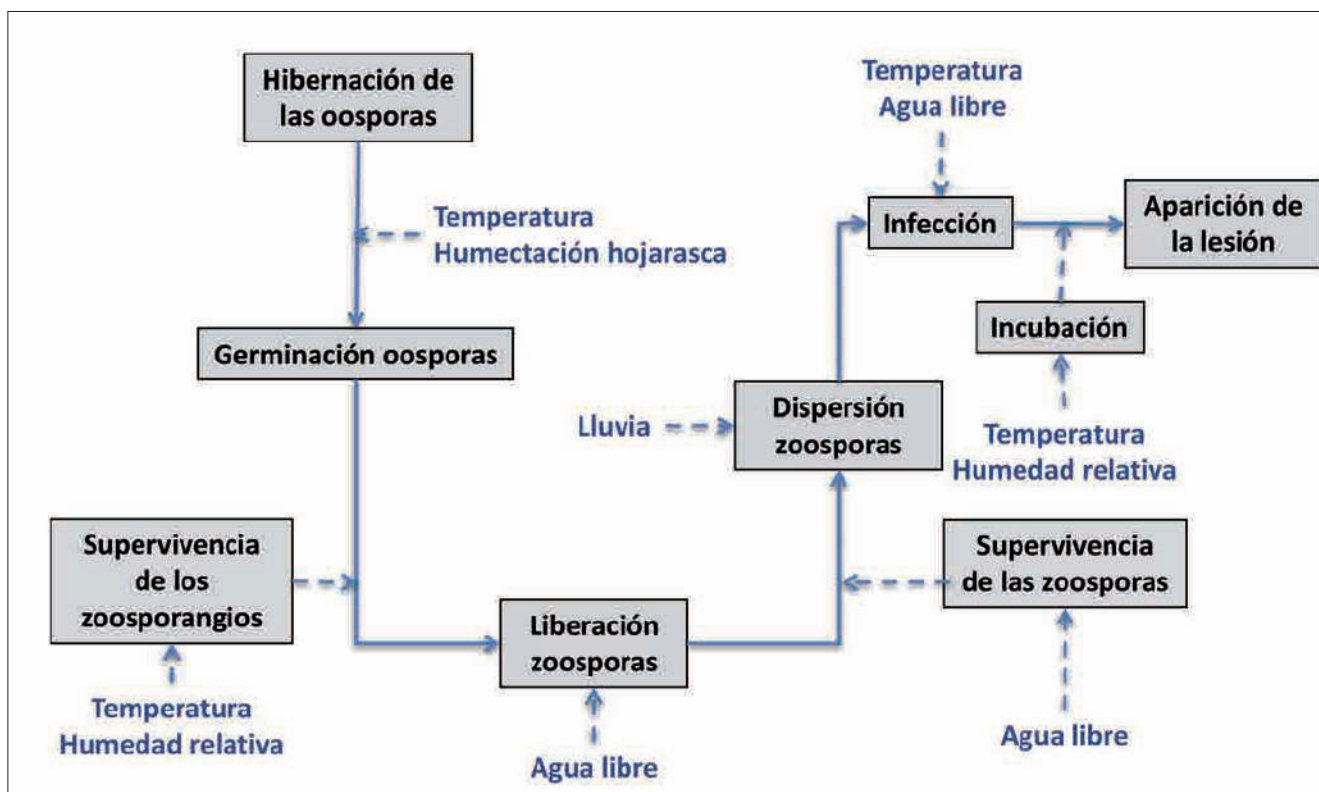 Hibernación de
las oosporas
Temperatura
Humectación hojarasca
Germinación oosporas
Supervivencia
de los
zoosporangios
Temperatura
Humedad relativa
Liberación
zoosporas
Agua libre
Lluvia
Dispersión
zoosporas
Supervivencia
de las zoosporas
Agua libre
Temperatura
Agua libre
Infección
Incubación
Temperatura
Humedad relativa
Aparición de
la lesión